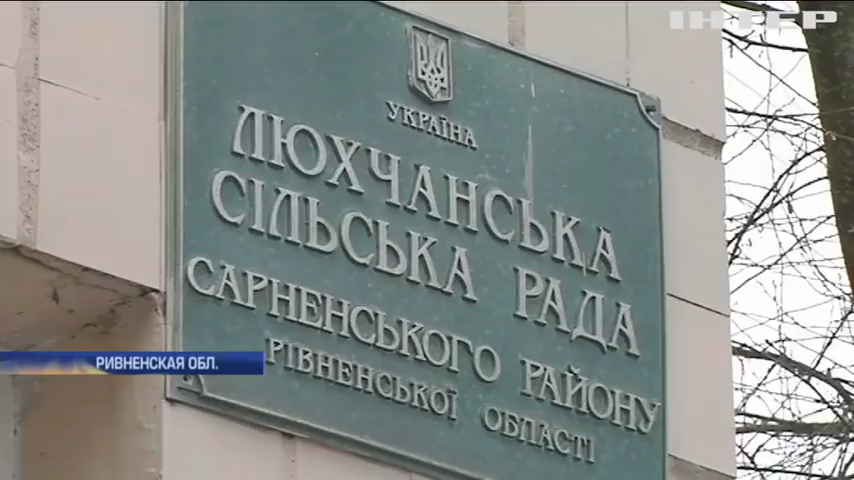 ІНТЕР
УКРАЇНА
ЛЮХЧАНСЬКА
СІЛЬСЬКА РАДА
САРНЕНСЬКОГО РАЙОНУ
РІВНЕНСЬКОЇ ОБЛАСТІ
РИВНЕНСКАЯ ОБЛ.